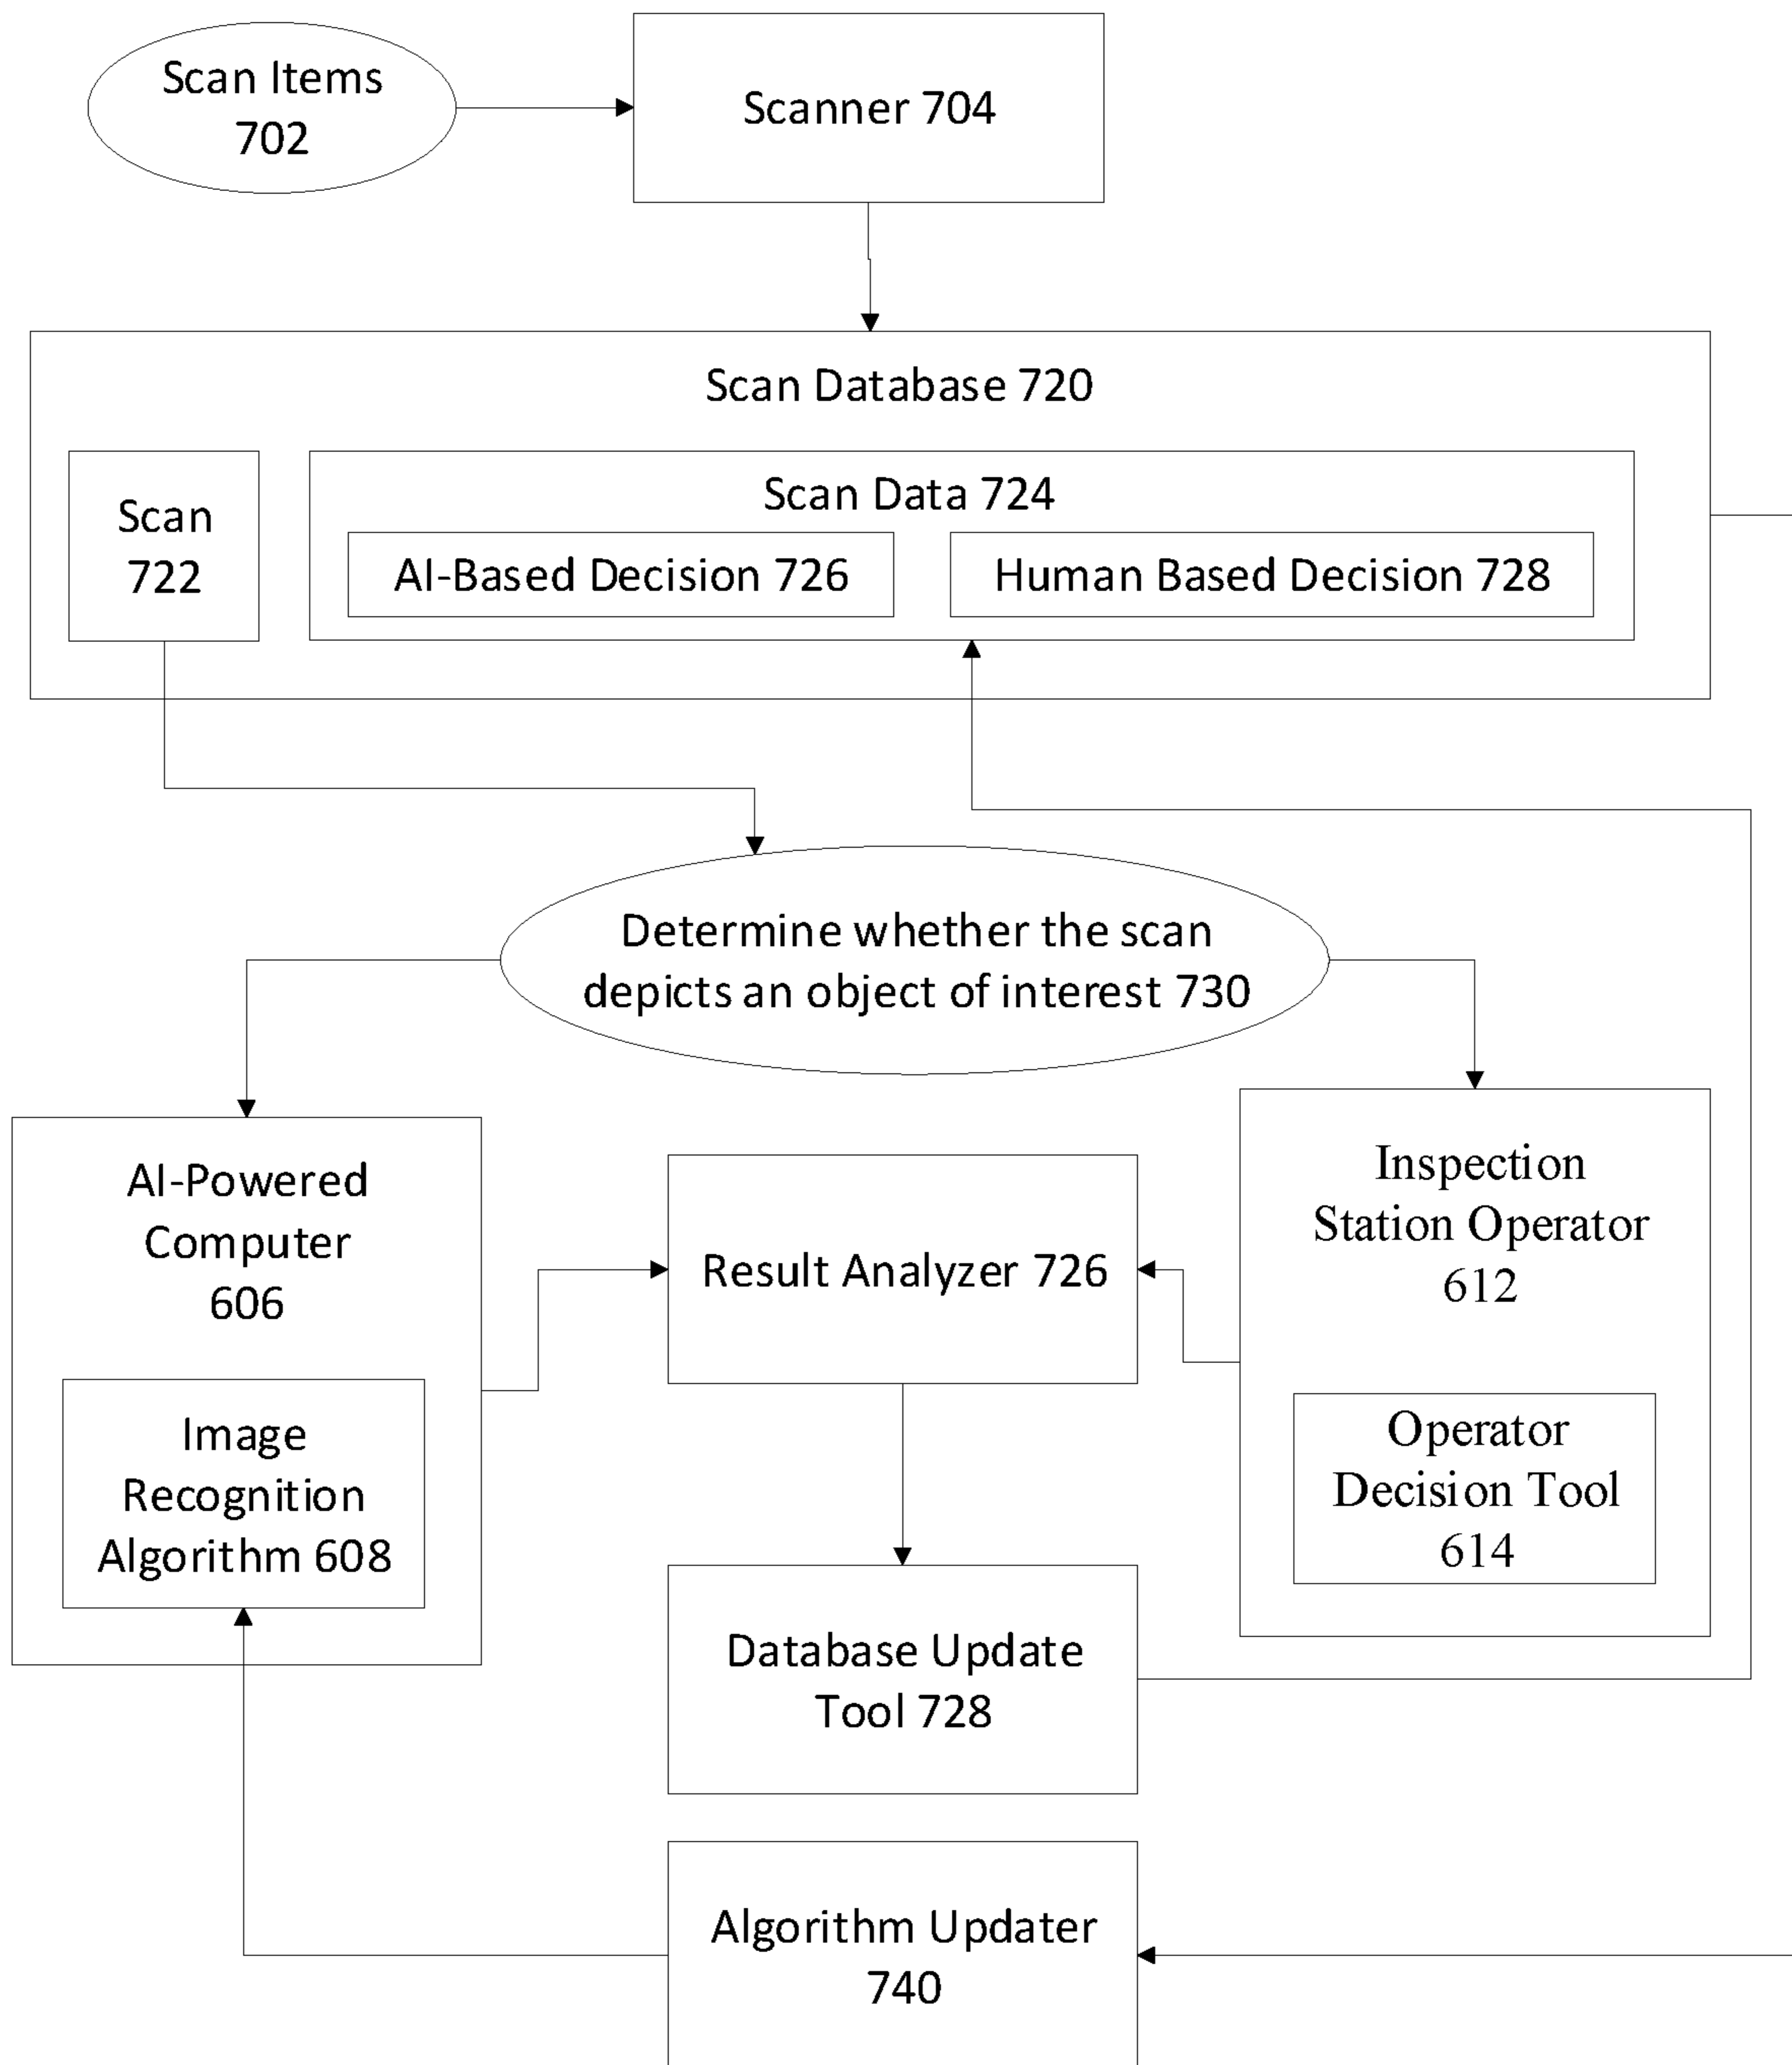 Scan Items
702
Scanner 704
Scan Database 720
Scan
722
Scan Data 724
AI-Based Decision 726
Human Based Decision 728
Determine whether the scan
depicts an object of interest 730
AI-Powered
Computer
606
Image
Recognition
Algorithm 608
Result Analyzer 726
Inspection
Station Operator
612
Operator
Decision Tool
614
Database Update
Tool 728
Algorithm Updater
740